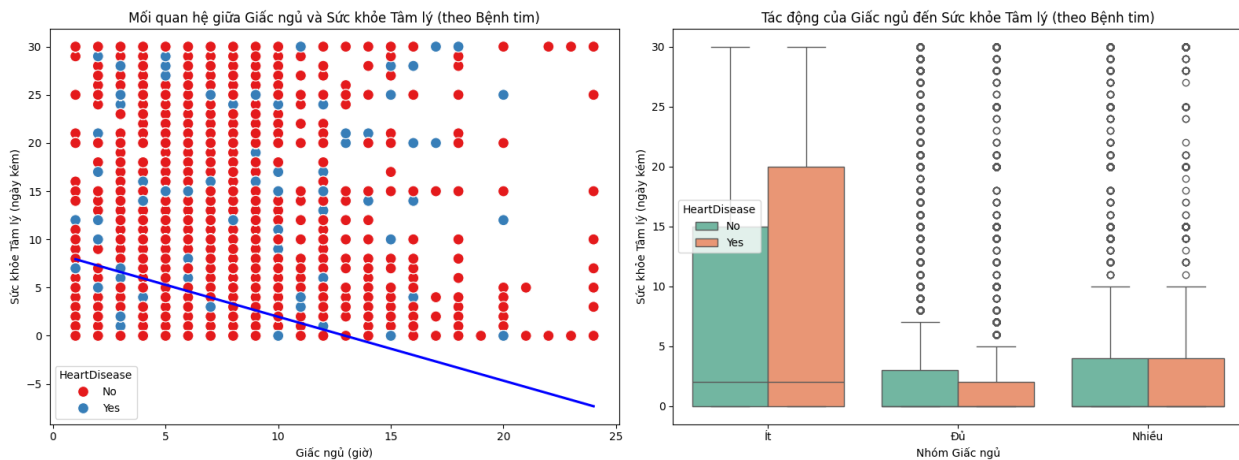 Mối quan hệ giữa Giấc ngủ và Sức khỏe Tâm lý (theo Bệnh tim)
Sức khỏe Tâm lý (ngày kém)
30
25
20
15
10
5
0
−5
HeartDisease
No
Yes
0
5
10
15
20
25
Giấc ngủ (giờ)
Tác động của Giấc ngủ đến Sức khỏe Tâm lý (theo Bệnh tim)
Sức khỏe Tâm lý (ngày kém)
30
25
20
15
10
5
0
HeartDisease
No
Yes
Ít
Đủ
Nhiều
Nhóm Giấc ngủ